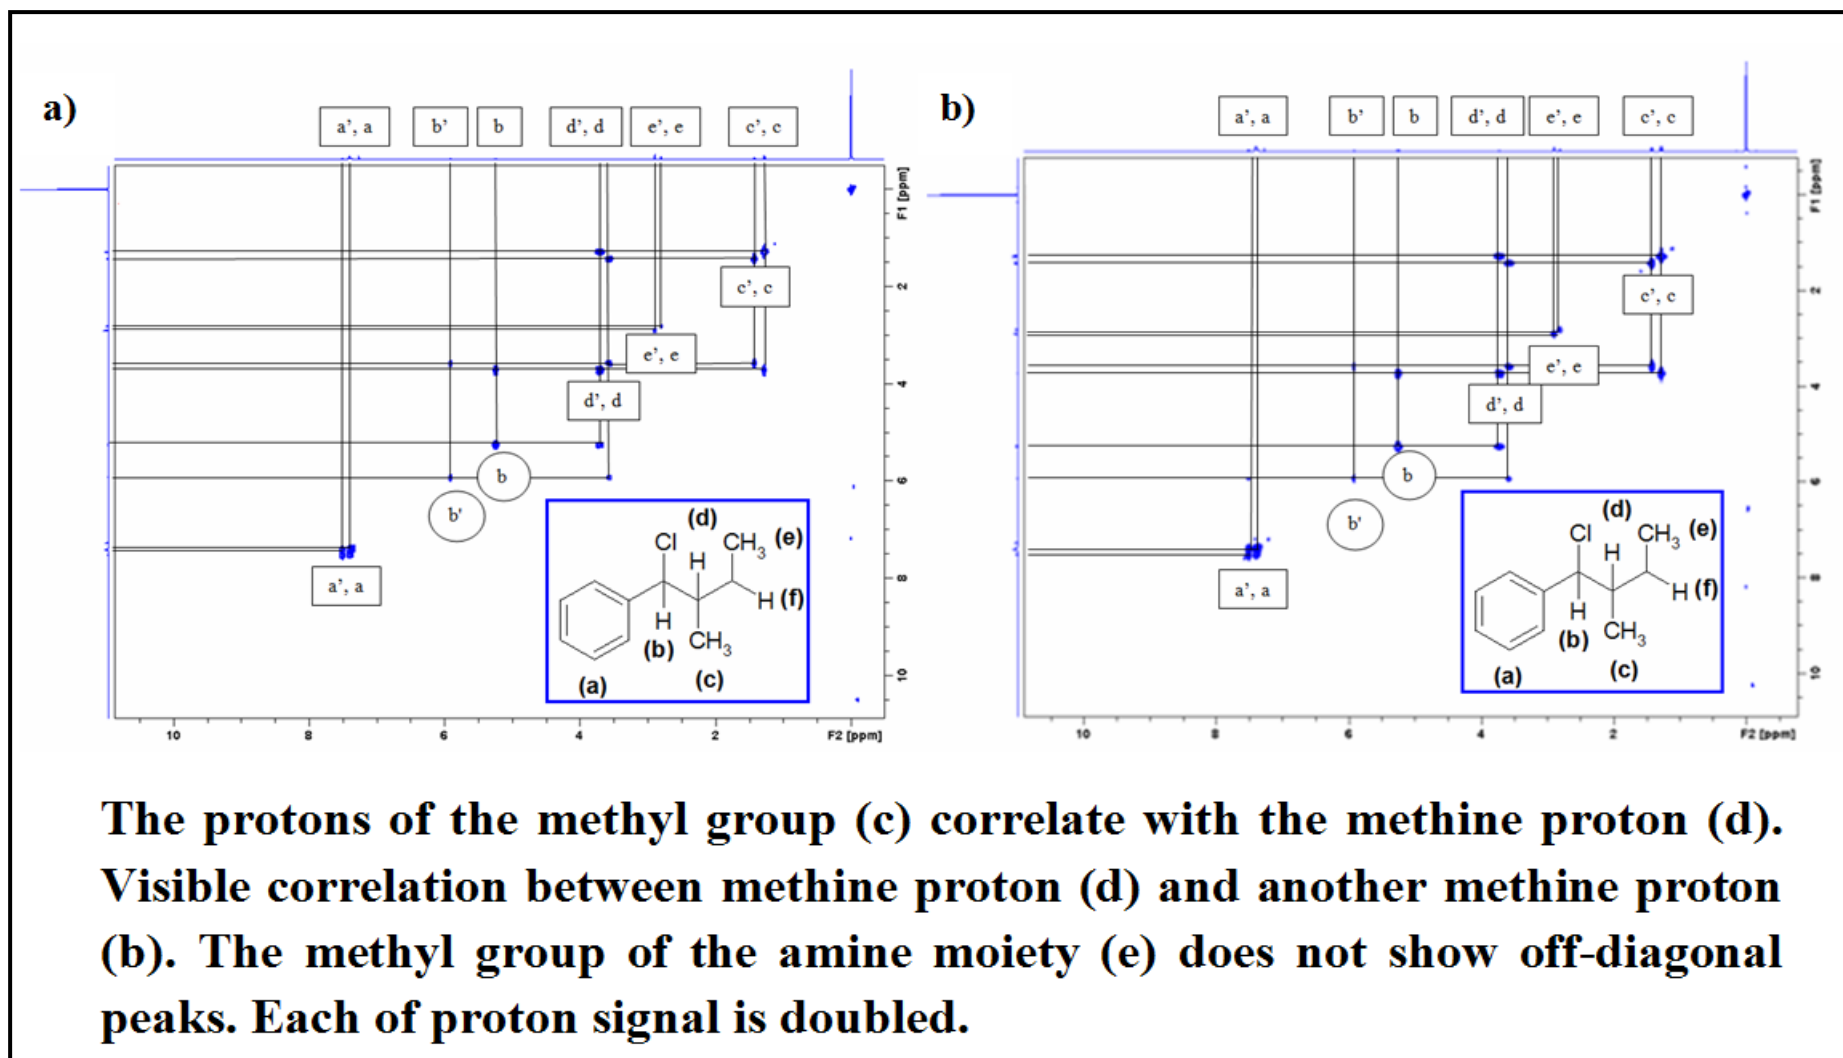 a)
a', a
b'
b
d', d
e', e
c', c
F1 [ppm]
2
4
6
8
10
c', c
e', e
d', d
b
b'
a', a
(d)
Cl
H
CH3 (e)
H (f)
H
(b)
CH3
(a)
(c)
10
8
6
4
2
F2 [ppm]
b)
a', a
b'
b
d', d
e', e
c', c
F1 [ppm]
2
4
6
8
10
c', c
e', e
d', d
b
b'
a', a
(d)
Cl
H
CH3 (e)
H (f)
H
(b)
CH3
(a)
(c)
10
8
6
4
2
F2 [ppm]
The protons of the methyl group (c) correlate with the methine proton (d).
Visible correlation between methine proton (d) and another methine proton
(b). The methyl group of the amine moiety (e) does not show off-diagonal
peaks. Each of proton signal is doubled.